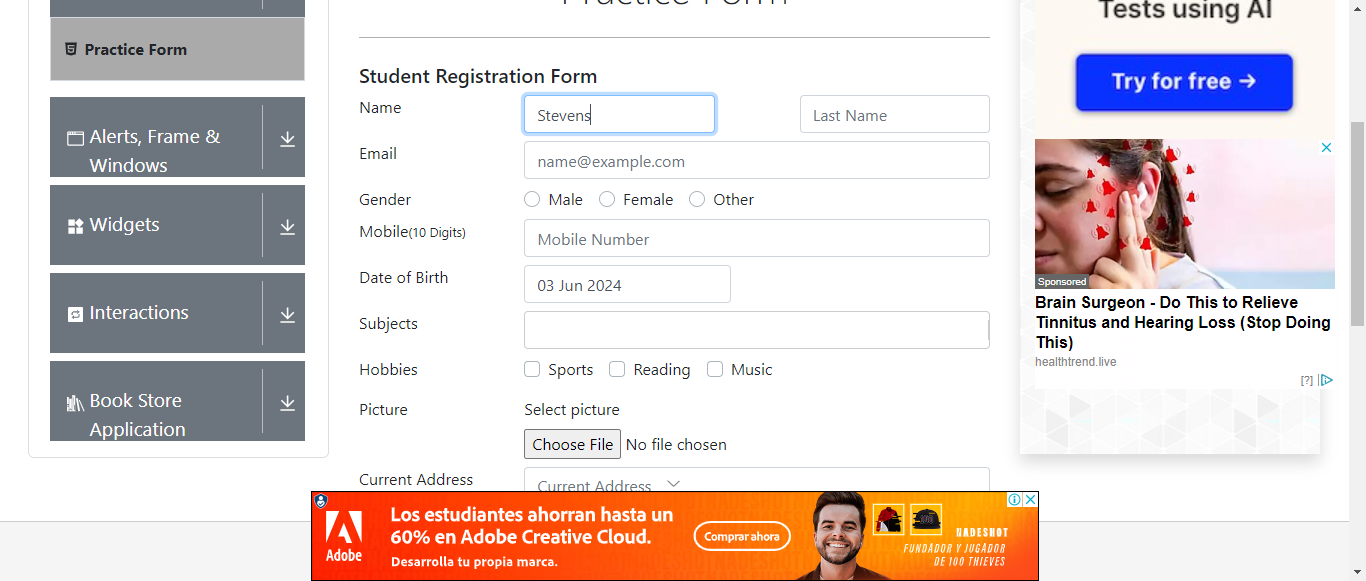 Practice Form
Practice Form
Alerts, Frame &
Windows
Widgets
Interactions
Book Store
Application
Student Registration Form
Name
Stevens
Last Name
Email
name@example.com
Gender
Male
Female
Other
Mobile(10 Digits)
Mobile Number
Date of Birth
03 Jun 2024
Subjects
Hobbies
Sports
Reading
Music
Picture
Select picture
Choose File No file chosen
Current Address
Current Address
Tests using AI
Try for free →
Sponsored
Brain Surgeon - Do This to Relieve
Tinnitus and Hearing Loss (Stop Doing
This)
healthtrend.live
[?]
Adobe
Los estudiantes ahorran hasta un
60% en Adobe Creative Cloud.
Desarrolla tu propia marca.
Comprar ahora
NADESHOT
FUNDADOR Y JUGADOR
DE 100 THIEVES